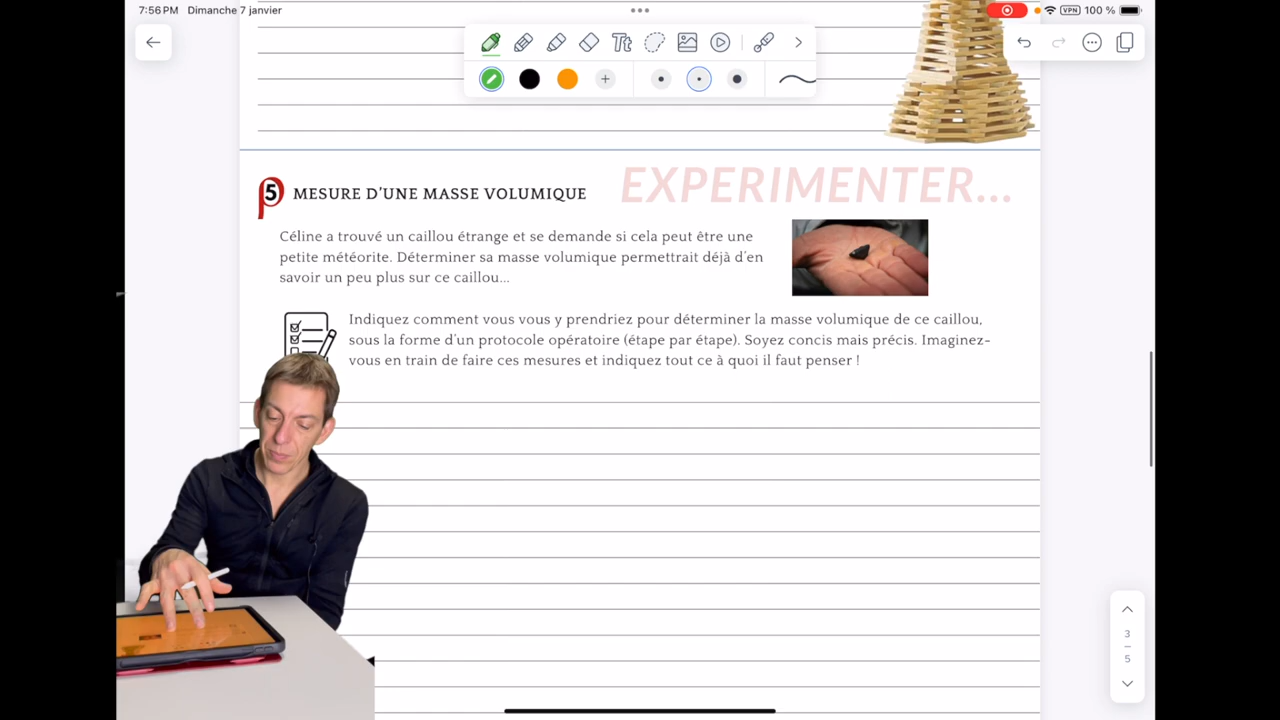 7:56 PM Dimanche 7 janvier
VPN 100 %
Tt
EXPERIMENTER...
5 MESURE D'UNE MASSE VOLUMIQUE
Céline a trouvé un caillou étrange et se demande si cela peut être une
petite météorite. Déterminer sa masse volumique permettrait déjà d'en
savoir un peu plus sur ce caillou...
Indiquez comment vous vous y prendriez pour déterminer la masse volumique de ce caillou,
sous la forme d'un protocole opératoire (étape par étape). Soyez concis mais précis. Imaginez-
vous en train de faire ces mesures et indiquez tout ce à quoi il faut penser !
3
5